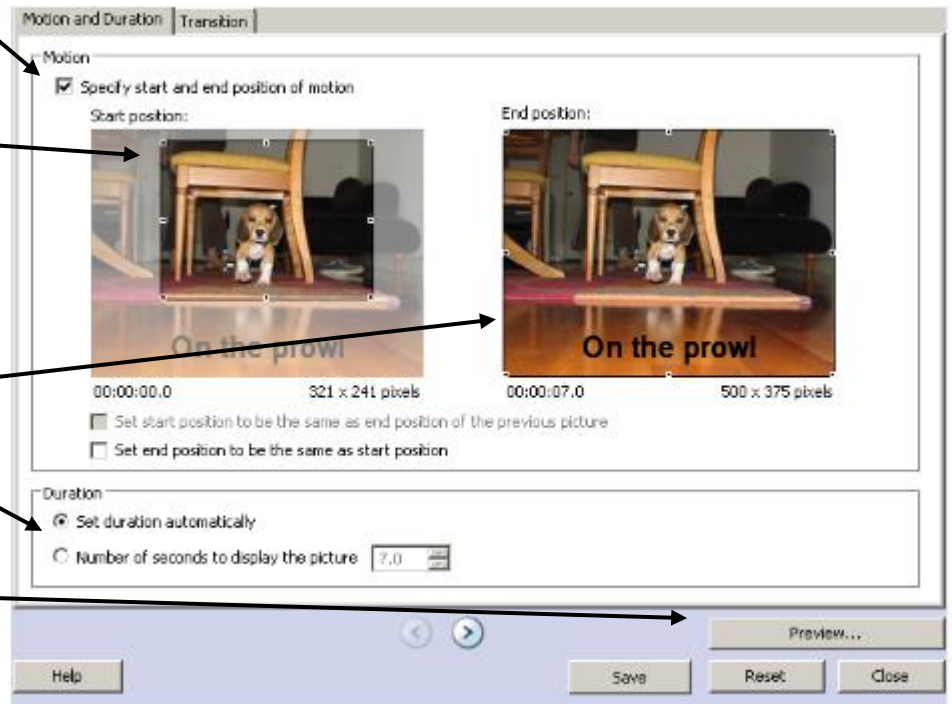 Motion and Duration Transition
Motion
Specify start and end position of motion
Start position: End position:
On the prowl On the prowl
00:00:00.0 321 x 241 pixels 00:00:07.0 500 x 375 pixels
Set start position to be the same as end position of the previous picture
Set end position to be the same as start position
Duration
Set duration automatically
Number of seconds to display the picture 7.0
Preview...
Help Save Reset Close